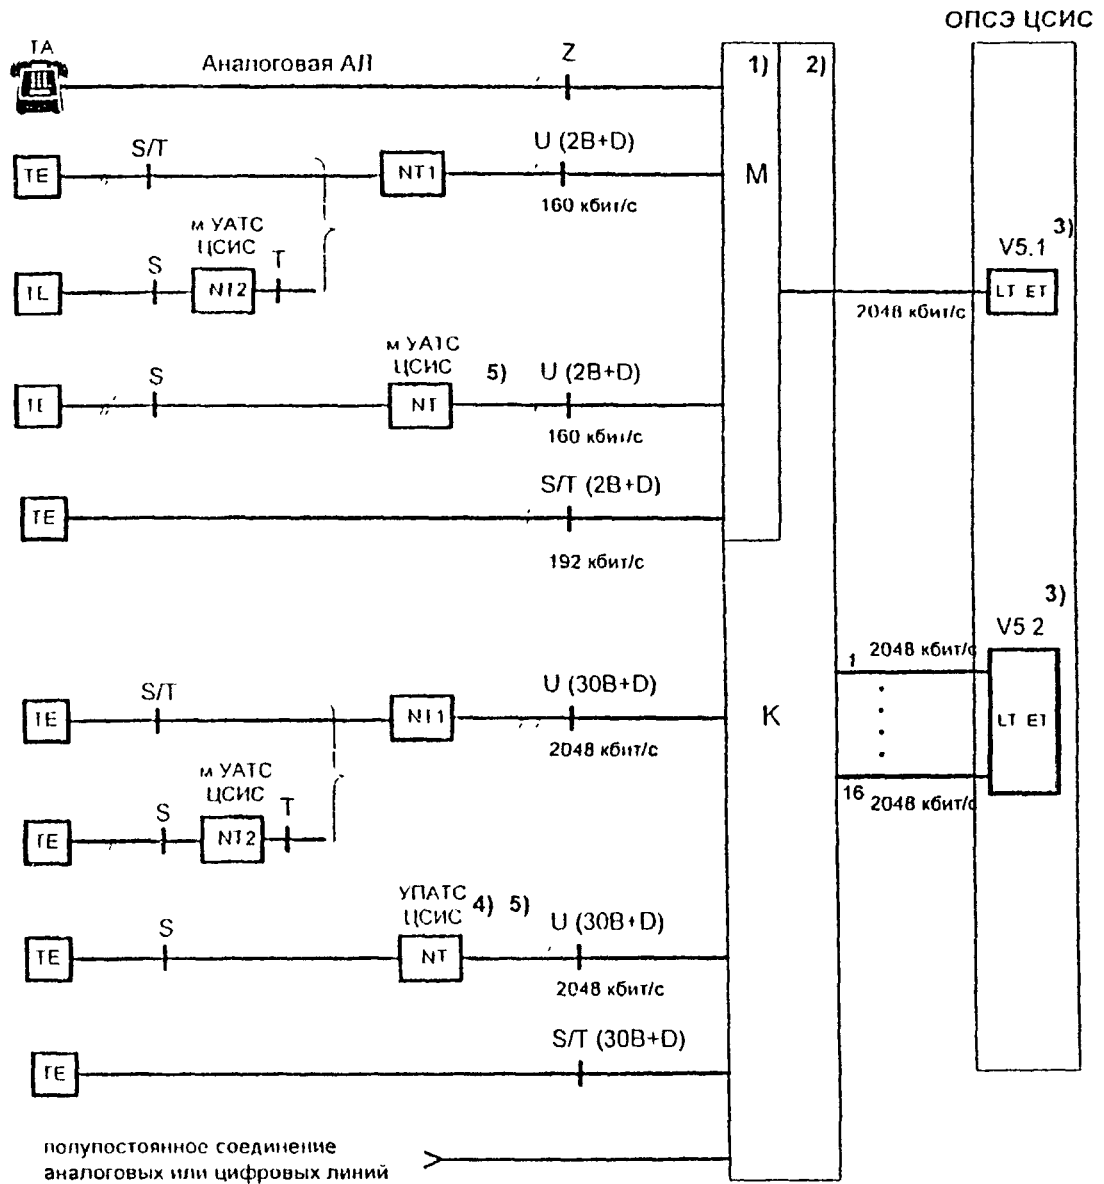 ОПСЭ ЦСИС
ТА
Аналоговая АЛ
Z
1)
2)
S/T
U (2B+D)
TE
NT1
M
160 кбит/с
м УАТС
ЦСИС
3)
S
T
V5.1
TE
NT2
LT ET
2048 кбит/с
м УАТС
ЦСИС
S
5)
U (2B+D)
TE
NT
160 кбит/с
S/T (2B+D)
TE
192 кбит/с
3)
V5 2
1
2048 кбит/с
S/T
U (30B+D)
TE
NT1
K
LT ET
2048 кбит/с
м УАТС
ЦСИС
S
T
16
2048 кбит/с
TE
NT2
УПАТС
ЦСИС
4)
5)
S
U (30B+D)
TE
NT
2048 кбит/с
S/T (30B+D)
TE
полупостоянное соединение
аналоговых или цифровых линий